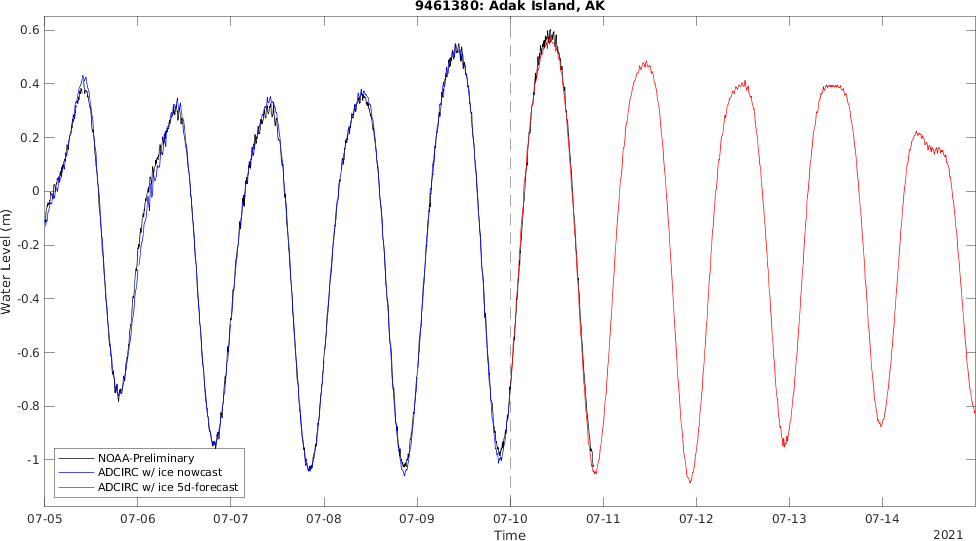 9461380: Adak Island, AK
Water Level (m)
0.6
0.4
0.2
0
-0.2
-0.4
-0.6
-0.8
-1
NOAA-Preliminary
ADCIRC w/ ice nowcast
ADCIRC w/ ice 5d-forecast
07-05 07-06 07-07 07-08 07-09 07-10 07-11 07-12 07-13 07-14
Time
2021